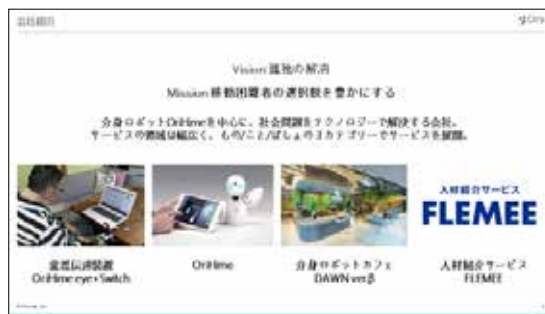 会社紹介
Vision 孤独の解消
Mission 移動困難者の選択肢を豊かにする
分身ロボットOriHimeを中心に、社会問題をテクノロジーで解決する会社。
サービスの領域は幅広く、もの/こと/ばしょの3カテゴリーでサービスを展開。
人材紹介サービス
FLEMEE
意思伝達装置
OriHime eye+Switch
OriHime
分身ロボットカフェ
DAWN ver.β
人材紹介サービス
FLEMEE